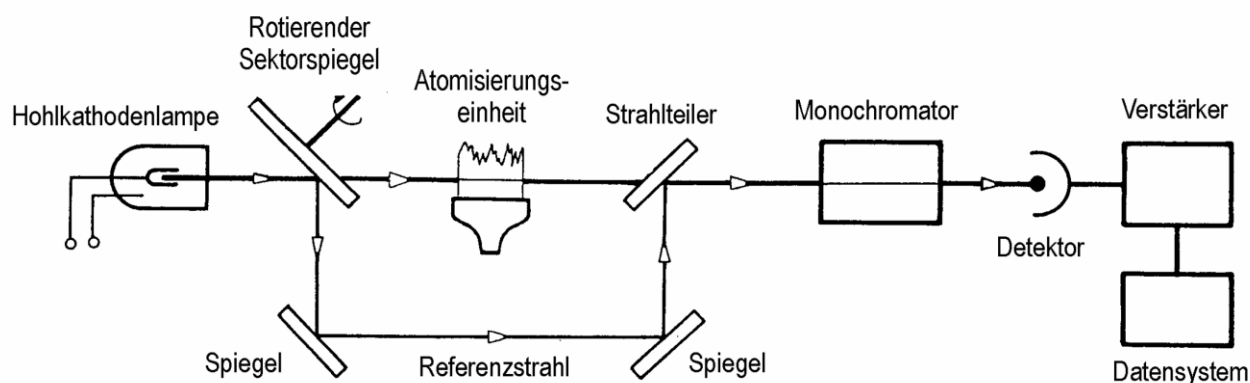 Rotierender
Sektorspiegel
Atomisierungs-
einheit
Hohlkathodenlampe
Strahlteiler
Monochromator
Verstärker
Detektor
Spiegel
Referenzstrahl
Spiegel
Datensystem